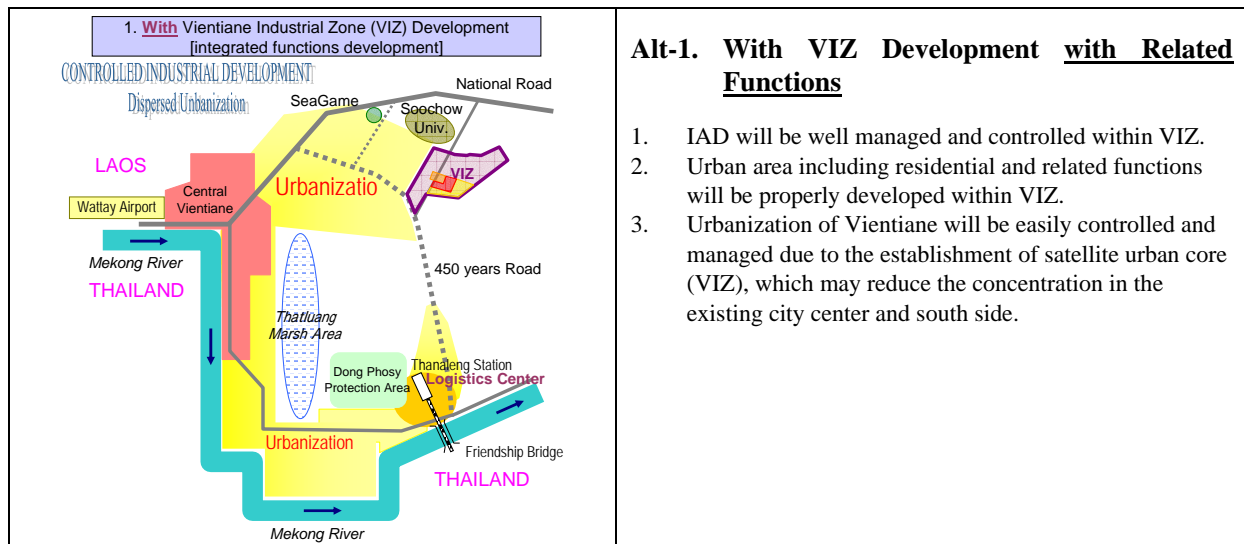 1. With Vientiane Industrial Zone (VIZ) Development
[integrated functions development]
CONTROLLED INDUSTRIAL DEVELOPMENT
Dispersed Urbanization
National Road
SeaGame
Soochow
Univ.
LAOS
VIZ
Urbanizatio
Central
Vientiane
Wattay Airport
Mekong River
450 years Road
THAILAND
Thatluang
Marsh Area
Thanaleng Station
Dong Phosy
Protection Area
Logistics Center
Urbanization
Friendship Bridge
THAILAND
Mekong River
Alt-1. With VIZ Development with Related
Functions
1. IAD will be well managed and controlled within VIZ.
2. Urban area including residential and related functions
will be properly developed within VIZ.
3. Urbanization of Vientiane will be easily controlled and
managed due to the establishment of satellite urban core
(VIZ), which may reduce the concentration in the
existing city center and south side.